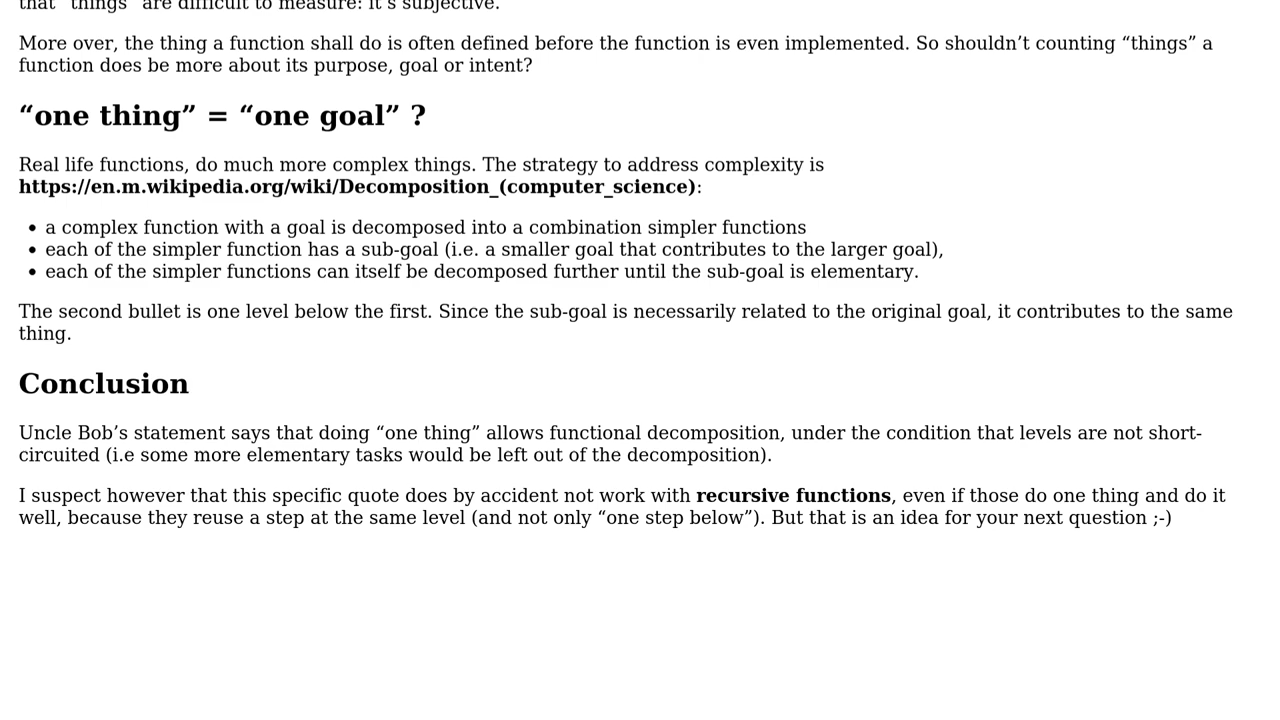 that “things” are difficult to measure: it’s subjective.
More over, the thing a function shall do is often defined before the function is even implemented. So shouldn’t counting “things” a
function does be more about its purpose, goal or intent?
“one thing” = “one goal” ?
Real life functions, do much more complex things. The strategy to address complexity is
https://en.m.wikipedia.org/wiki/Decomposition_(computer_science):
• a complex function with a goal is decomposed into a combination simpler functions
• each of the simpler function has a sub-goal (i.e. a smaller goal that contributes to the larger goal),
• each of the simpler functions can itself be decomposed further until the sub-goal is elementary.
The second bullet is one level below the first. Since the sub-goal is necessarily related to the original goal, it contributes to the same
thing.
Conclusion
Uncle Bob’s statement says that doing “one thing” allows functional decomposition, under the condition that levels are not short-
circuited (i.e some more elementary tasks would be left out of the decomposition).
I suspect however that this specific quote does by accident not work with recursive functions, even if those do one thing and do it
well, because they reuse a step at the same level (and not only “one step below”). But that is an idea for your next question ;-)